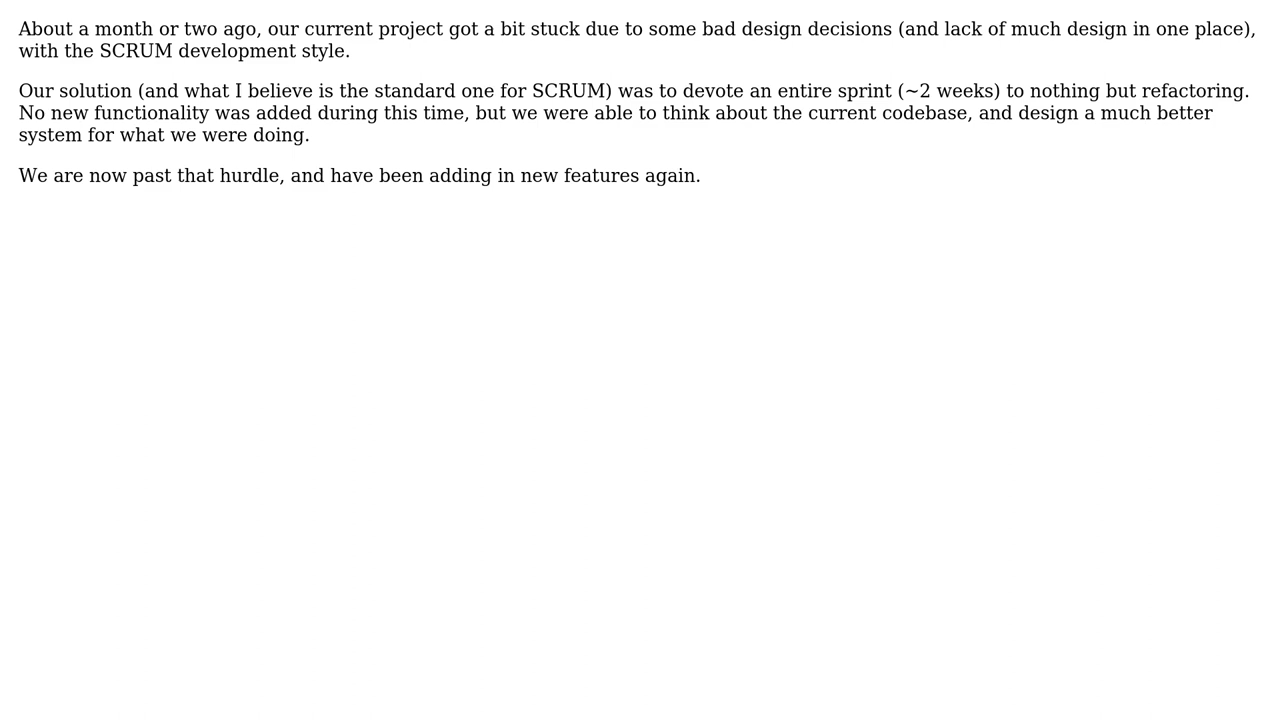 About a month or two ago, our current project got a bit stuck due to some bad design decisions (and lack of much design in one place),
with the SCRUM development style.
Our solution (and what I believe is the standard one for SCRUM) was to devote an entire sprint (~2 weeks) to nothing but refactoring.
No new functionality was added during this time, but we were able to think about the current codebase, and design a much better
system for what we were doing.
We are now past that hurdle, and have been adding in new features again.